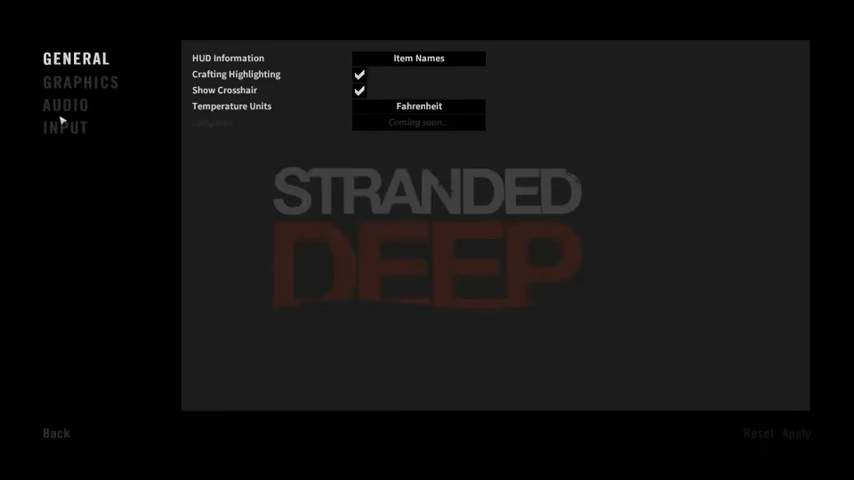 GENERAL
GRAPHICS
AUDIO
INPUT
HUD Information
Item Names
Crafting Highlighting
Show Crosshair
Temperature Units
Fahrenheit
Language
Coming soon...
STRANDED
DEEP
Back
Reset Apply